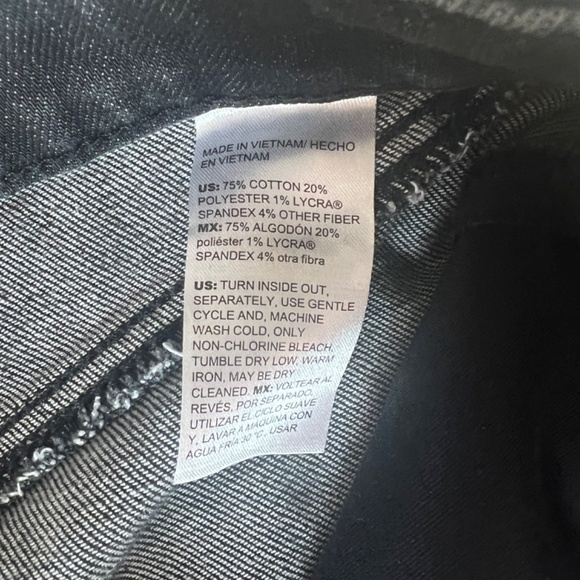 MADE IN VIETNAM/ HECHO
EN VIETNAM
US: 75% COTTON 20%
POLYESTER 1% LYCRA®
SPANDEX 4% OTHER FIBER
MX: 75% ALGODÓN 20%
poliéster 1% LYCRA®
SPANDEX 4% otra fibra
US: TURN INSIDE OUT,
SEPARATELY, USE GENTLE
CYCLE AND, MACHINE
WASH COLD, ONLY
NON-CHLORINE BLEACH,
TUMBLE DRY LOW, WARM
IRON, MAY BE DRY
CLEANED. MX: VOLTEAR AL
REVÉS, POR SEPARADO,
UTILIZAR EL CICLO SUAVE
Y, LAVAR A MAQUINA CON
AGUA FRÍA 30 °C, USAR